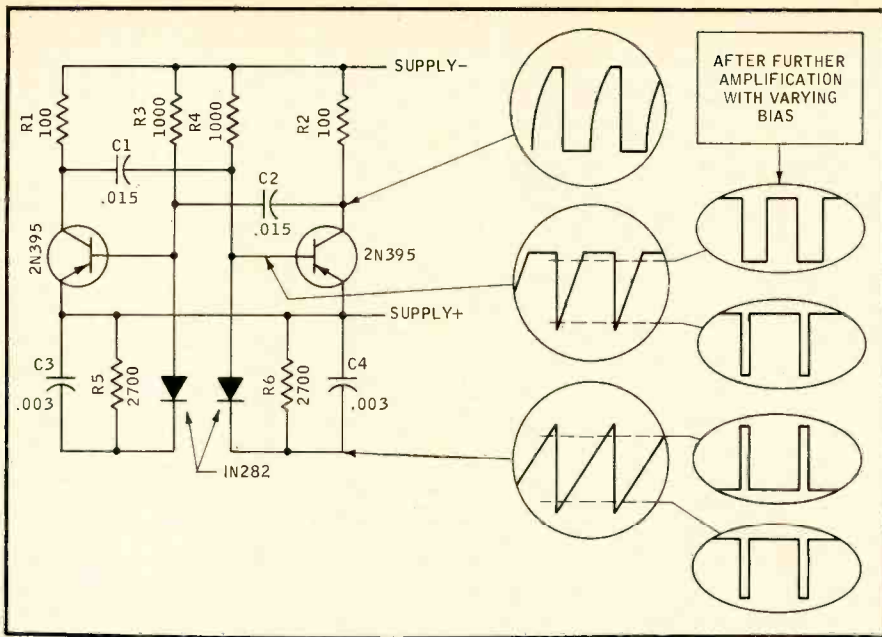 SUPPLY-
AFTER FURTHER
AMPLIFICATION
WITH VARYING
BIAS
R1
100
R3
1000
R4
1000
R2
100
C1
.015
C2
.015
2N395
2N395
SUPPLY+
C3
.003
R5
2700
R6
2700
C4
.003
IN282